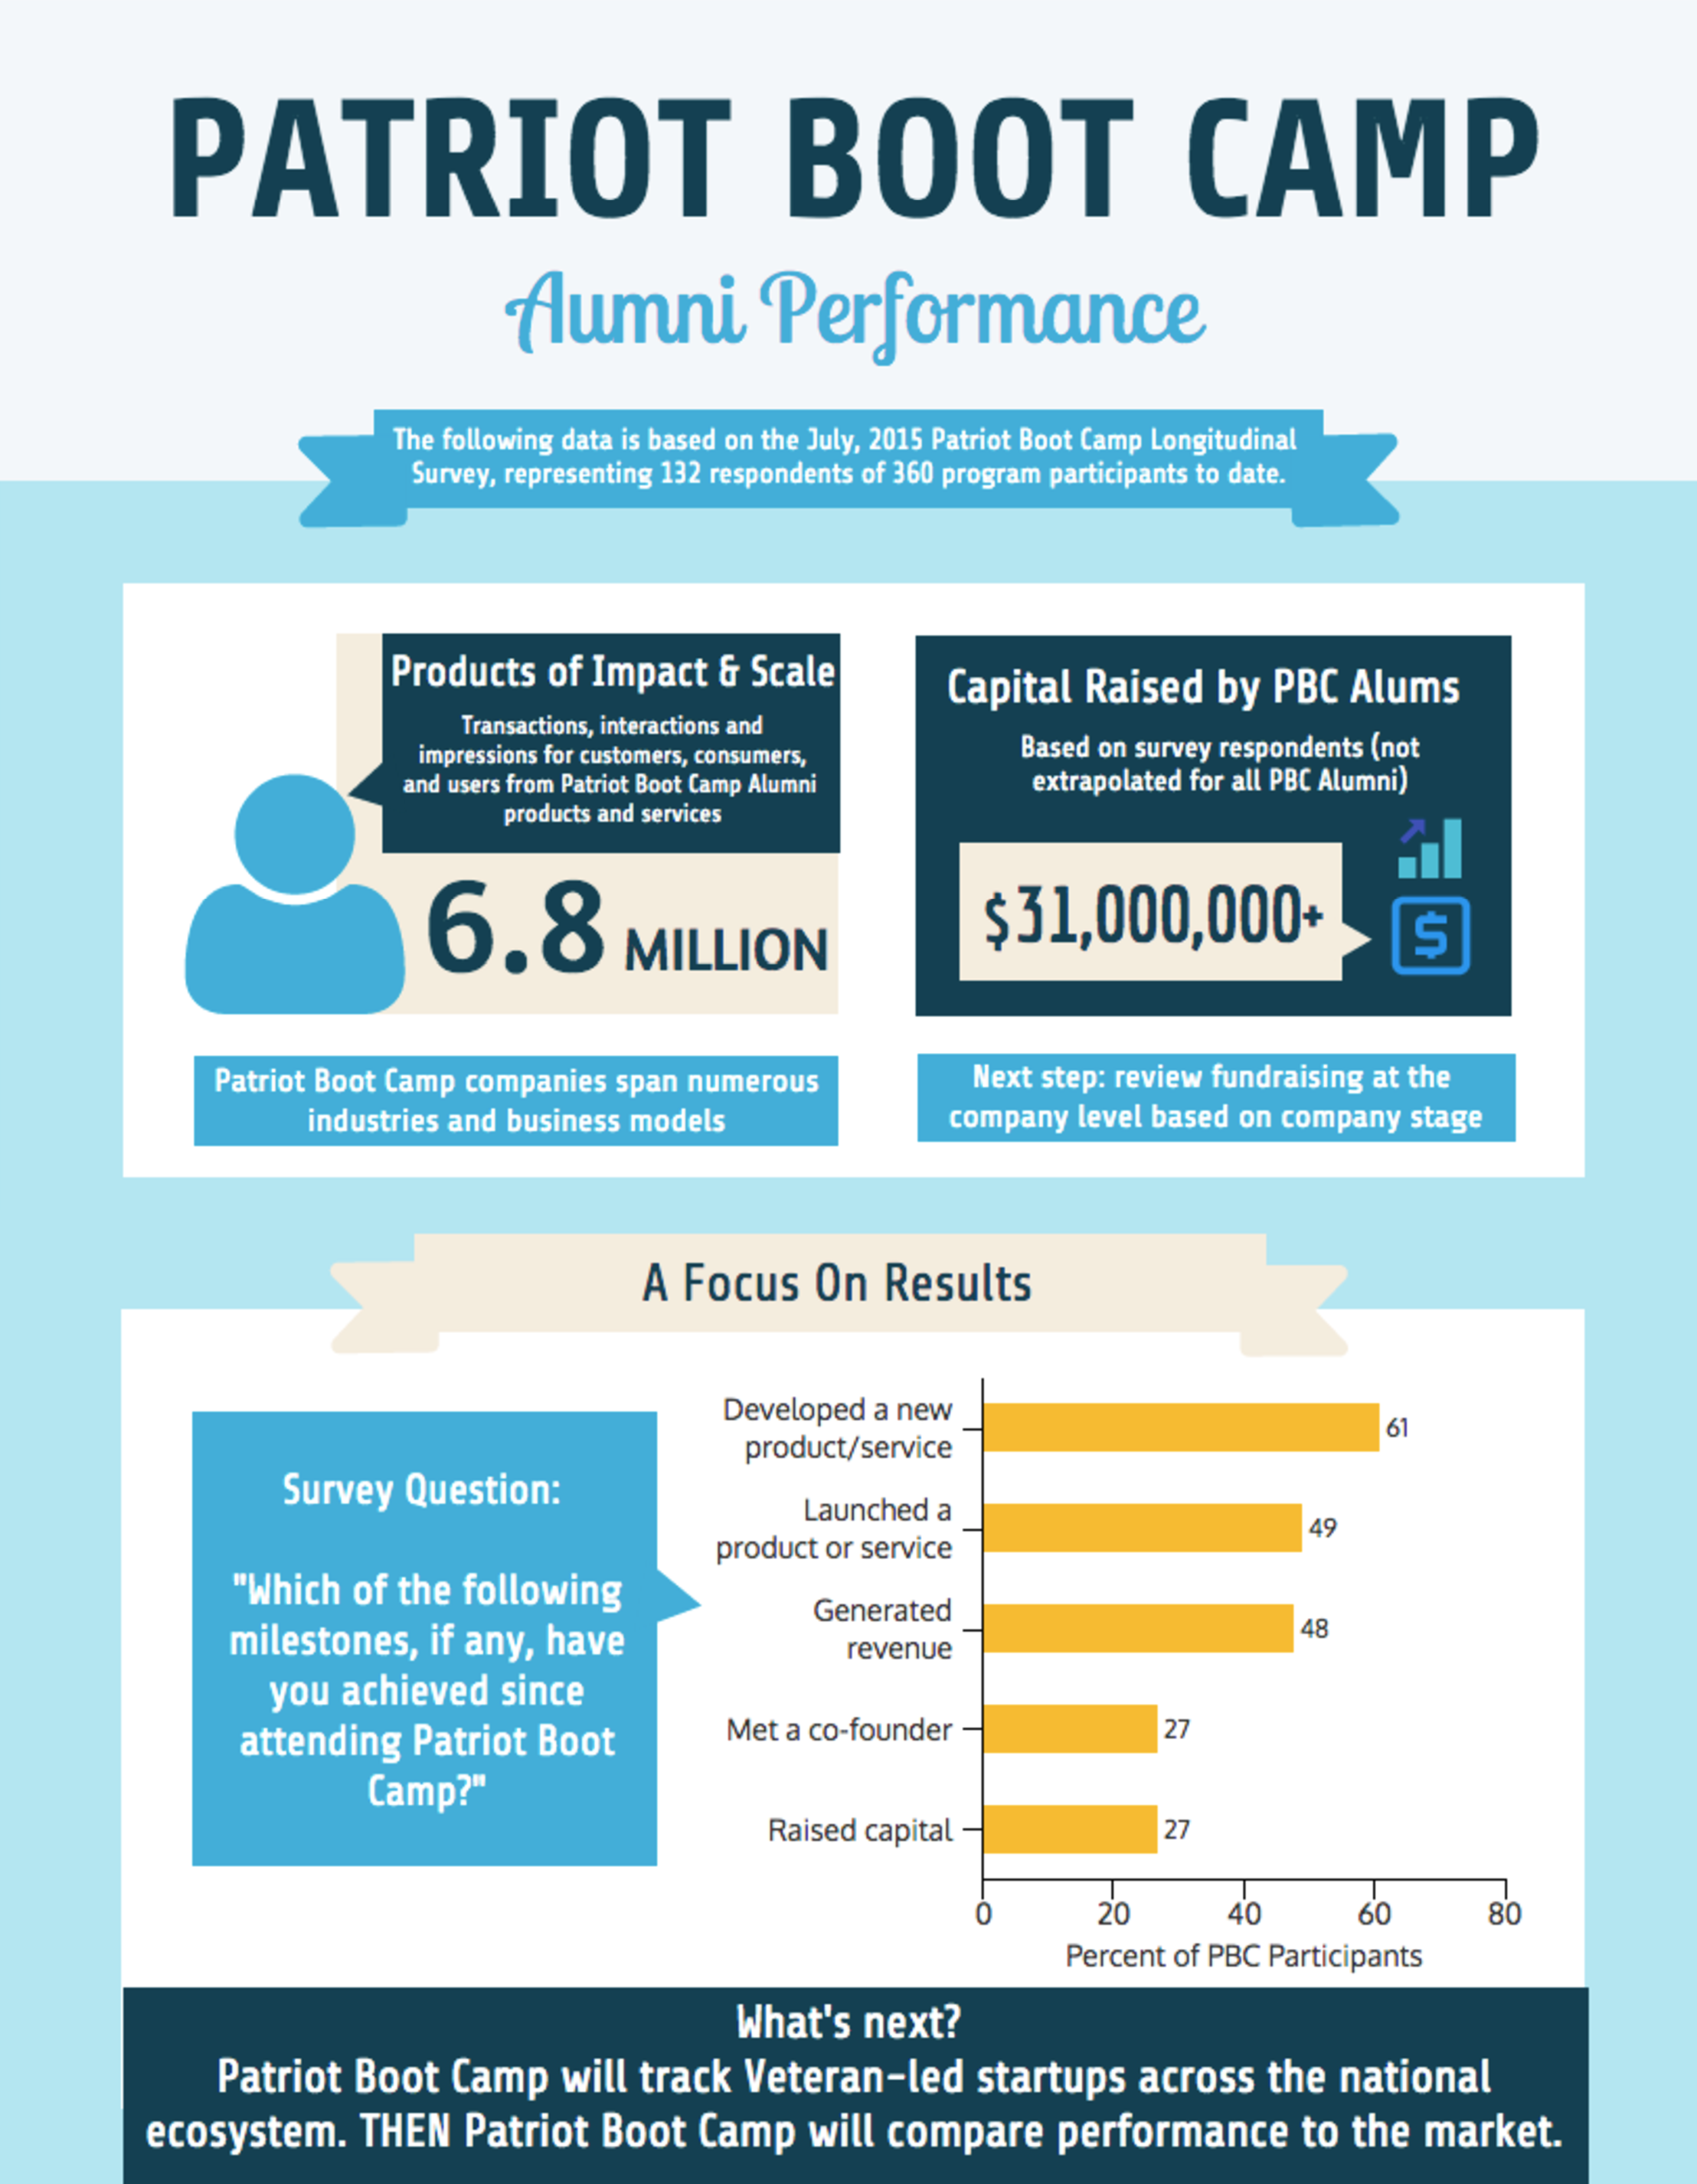 PATRIOT BOOT CAMP
Aumni Performance
The following data is based on the July, 2015 Patriot Boot Camp Longitudinal
Survey, representing 132 respondents of 360 program participants to date.
Products of Impact & Scale
Transactions, interactions and
impressions for customers, consumers,
and users from Patriot Boot Camp Alumni
products and services
6.8 MILLION
Patriot Boot Camp companies span numerous
industries and business models
Capital Raised by PBC Alums
Based on survey respondents (not
extrapolated for all PBC Alumni)
$31,000,000+
$
Next step: review fundraising at the
company level based on company stage
A Focus On Results
Survey Question:
"Which of the following
milestones, if any, have
you achieved since
attending Patriot Boot
Camp?"
Developed a new
product/service
61
Launched a
product or service
49
Generated
revenue
48
Met a co-founder
27
Raised capital
27
0 20 40 60 80
Percent of PBC Participants
What's next?
Patriot Boot Camp will track Veteran-led startups across the national
ecosystem. THEN Patriot Boot Camp will compare performance to the market.